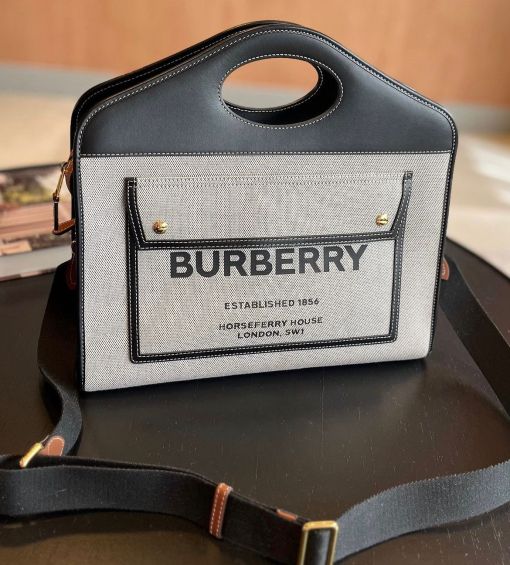 BURBERRY
ESTABLISHED 1856
HORSEFERRY HOUSE
LONDON, SW1